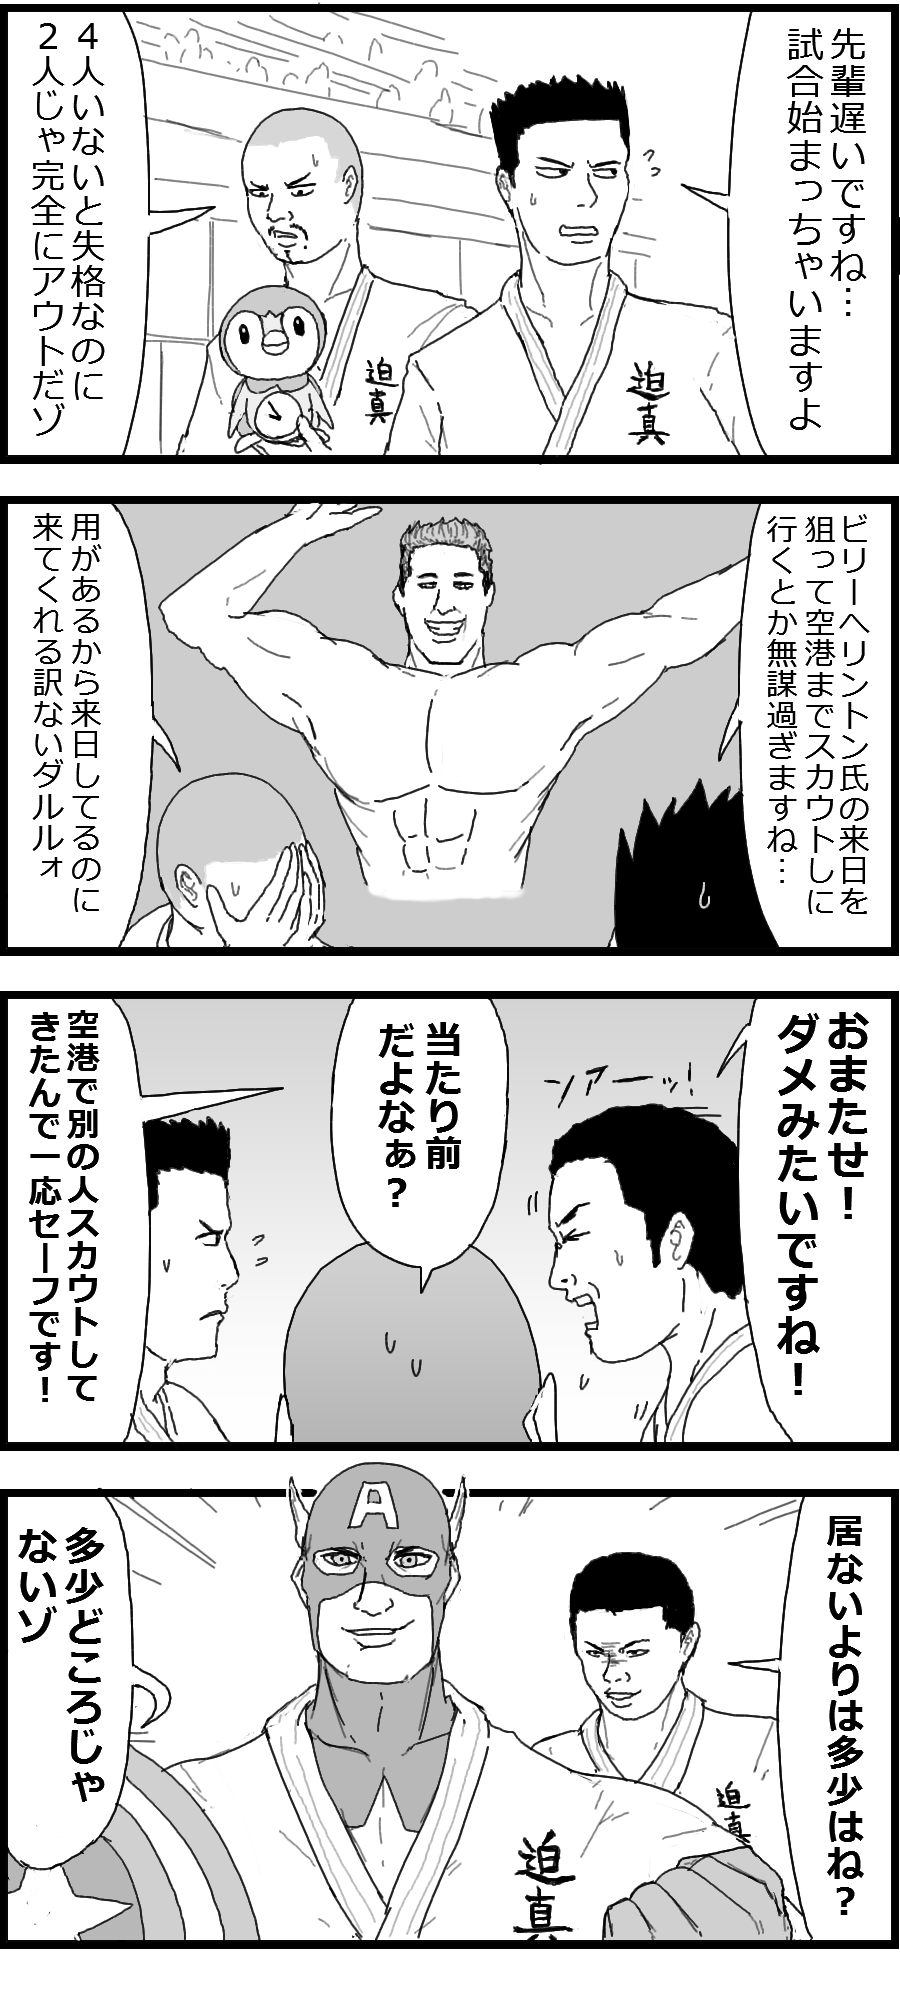 先輩遅いですね…
試合始まっちゃいますよ
４人いないと失格なのに
２人じゃ完全にアウトだゾ
迫真
迫真
ビリーヘリントン氏の来日を
狙って空港までスカウトしに
行くとか無謀過ぎますね…
用があるから来日してるのに
来てくれる訳ないダルルォ
おまたせ！
ダメみたいですね！
ンアーッ！
当たり前
だよなぁ？
空港で別の人スカウトして
きたんで一応セーフです！
居ないよりは多少はね？
A
多少どころじゃ
ないゾ
迫真
迫真